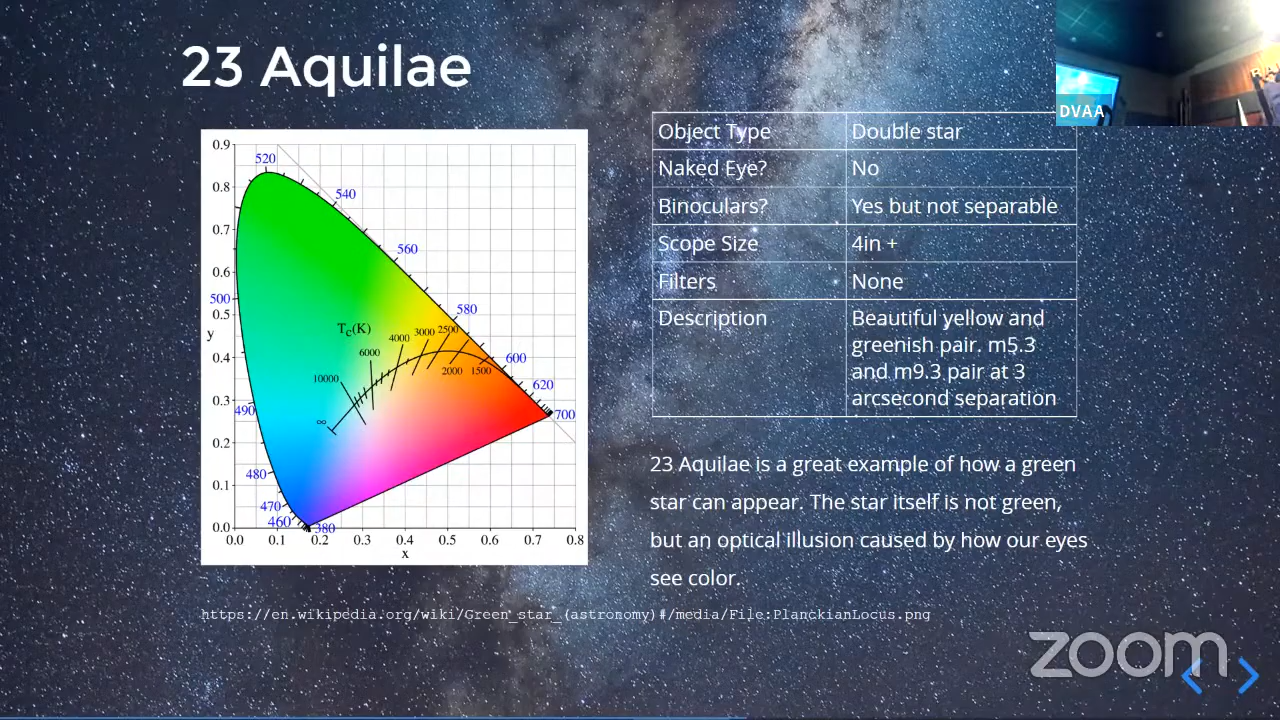 23 Aquilae
DVAA
Object Type Double star
Naked Eye? No
Binoculars? Yes but not separable
Scope Size 4in +
Filters None
Description Beautiful yellow and
greenish pair. m5.3
and m9.3 pair at 3
arcsecond separation
0.9
0.8
0.7
0.6
0.5
0.4
0.3
0.2
0.1
0.0
y
520
540
560
580
600
620
700
500
490
480
470
460
380
Tc(K)
∞
10000
6000
4000
3000
2500
2000
1500
0.0 0.1 0.2 0.3 0.4 0.5 0.6 0.7 0.8
x
23 Aquilae is a great example of how a green
star can appear. The star itself is not green,
but an optical illusion caused by how our eyes
see color.
https://en.wikipedia.org/wiki/Green_star_(astronomy)#/media/File:PlanckianLocus.png
zoom